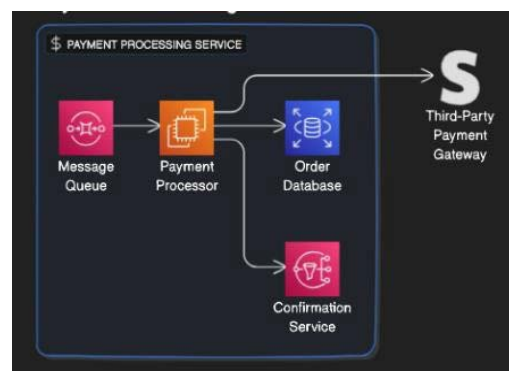 $ PAYMENT PROCESSING SERVICE
S
Third-Party
Payment
Gateway
Message
Queue
Payment
Processor
Order
Database
Confirmation
Service